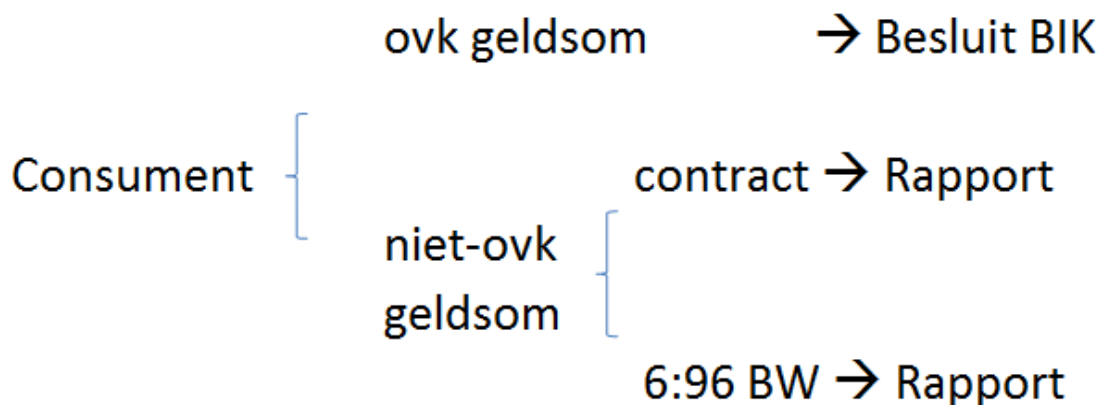 ovk geldsom → Besluit BIK
Consument
contract → Rapport
niet-ovk
geldsom
6:96 BW → Rapport